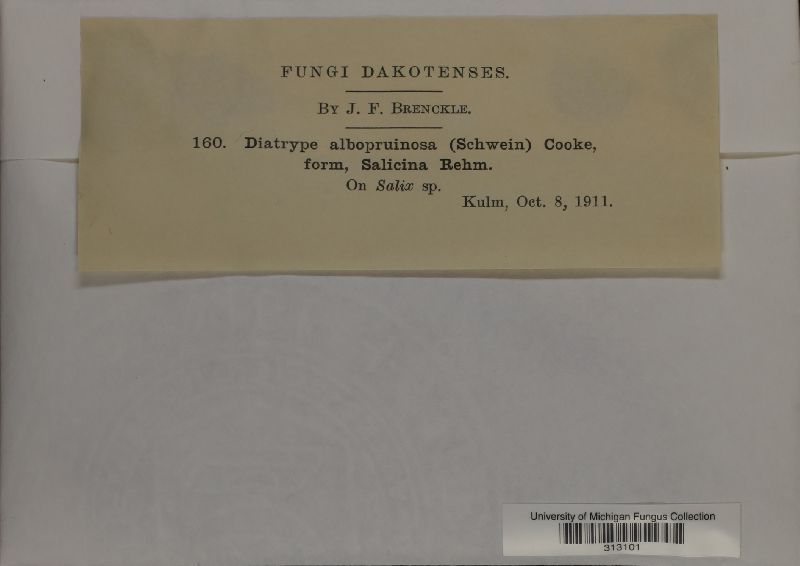 FUNGI DAKOTENSES.
BY J. F. BRENCKLE.
160. Diatrype albopruinosa (Schwein) Cooke,
form, Salicina Rehm.
On Salix sp.
Kulm, Oct. 8, 1911.
University of Michigan Fungus Collection
313101